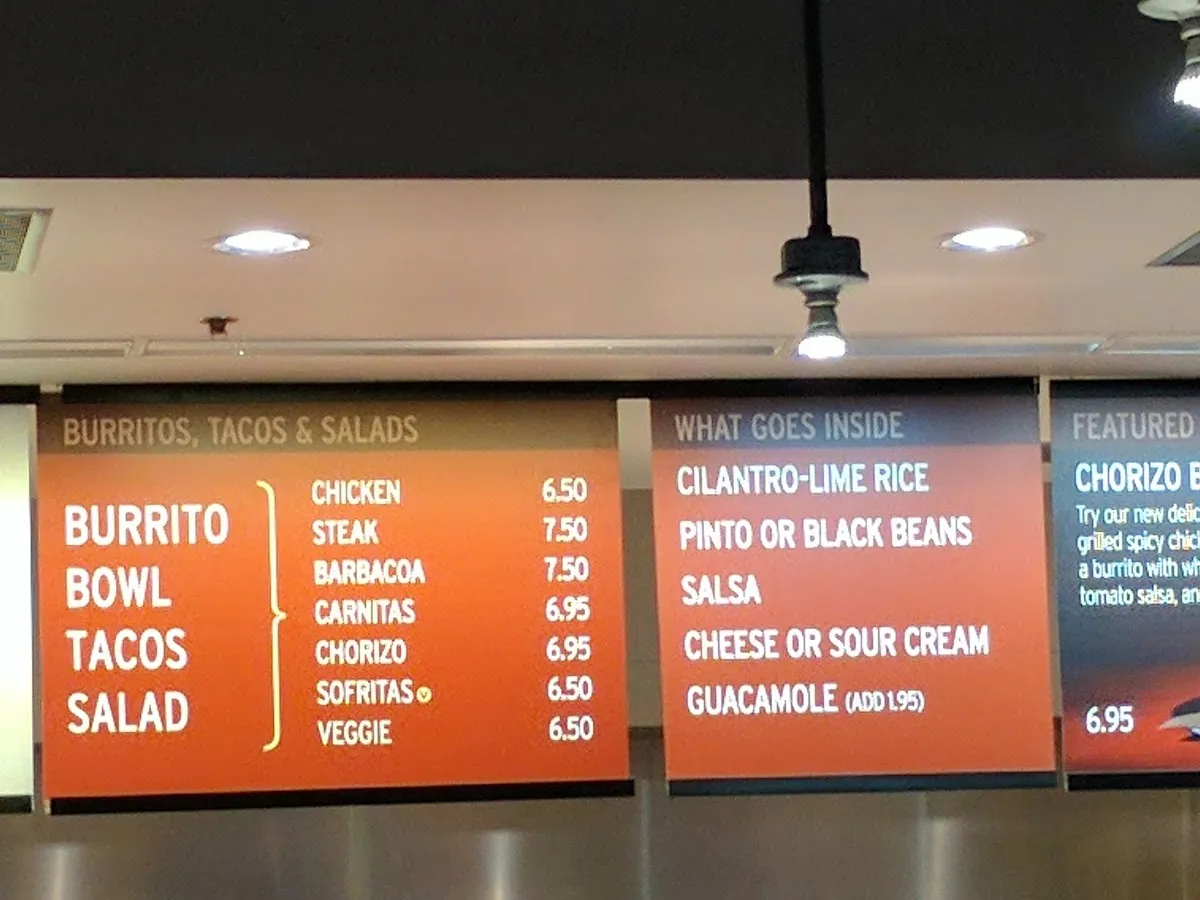 BURRITOS, TACOS & SALADS
BURRITO
BOWL
TACOS
SALAD
CHICKEN 6.50
STEAK 7.50
BARBACOA 7.50
CARNITAS 6.95
CHORIZO 6.95
SOFRITAS V 6.50
VEGGIE 6.50
WHAT GOES INSIDE
CILANTRO-LIME RICE
PINTO OR BLACK BEANS
SALSA
CHEESE OR SOUR CREAM
GUACAMOLE (ADD 1.95)
FEATURED
CHORIZO
Try our new
grilled spicy
a burrito with
tomato salsa,
6.95